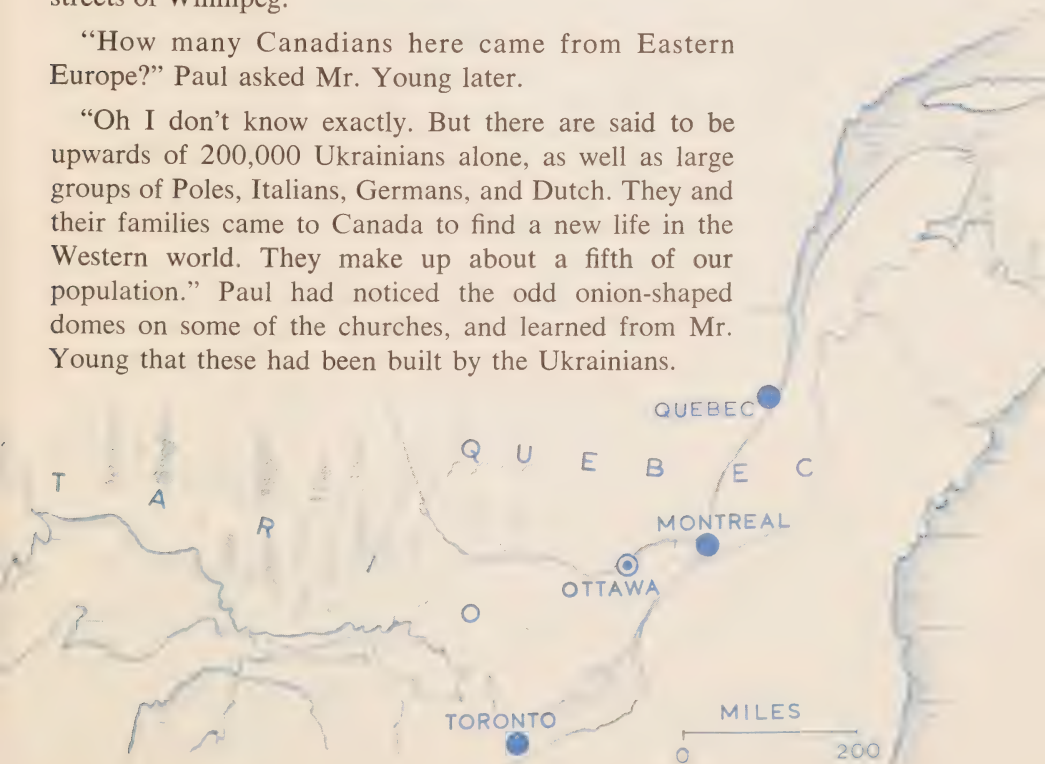 streets of Winnipeg.
“How many Canadians here came from Eastern
Europe?” Paul asked Mr. Young later.
“Oh I don't know exactly. But there are said to be
upwards of 200,000 Ukrainians alone, as well as large
groups of Poles, Italians, Germans, and Dutch. They and
their families came to Canada to find a new life in the
Western world. They make up about a fifth of our
population.” Paul had noticed the odd onion-shaped
domes on some of the churches, and learned from Mr.
Young that these had been built by the Ukrainians.
QUEBEC
QUEBEC
TARIO
MONTREAL
OTTAWA
TORONTO
MILES
0 200